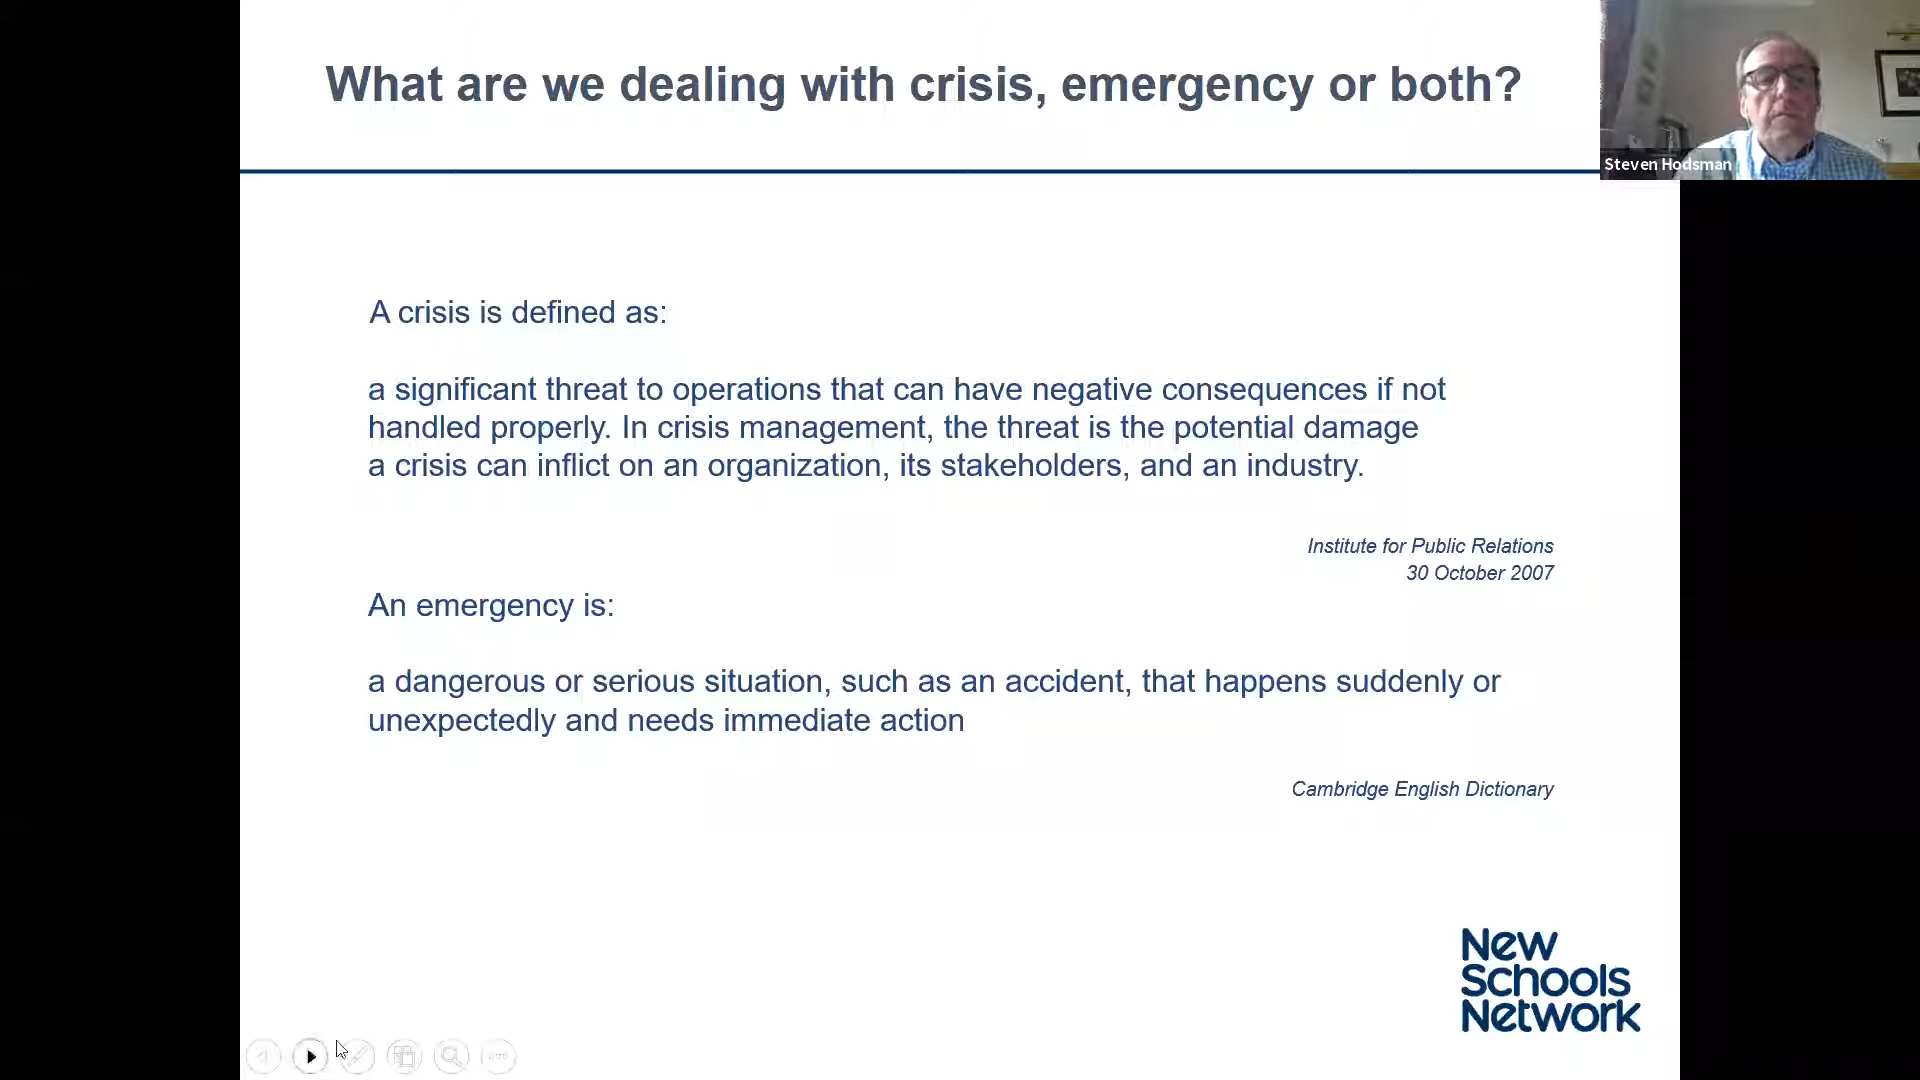 What are we dealing with crisis, emergency or both?
Steven Hodsman
A crisis is defined as:
a significant threat to operations that can have negative consequences if not
handled properly. In crisis management, the threat is the potential damage
a crisis can inflict on an organization, its stakeholders, and an industry.
Institute for Public Relations
30 October 2007
An emergency is:
a dangerous or serious situation, such as an accident, that happens suddenly or
unexpectedly and needs immediate action
Cambridge English Dictionary
New
Schools
Network